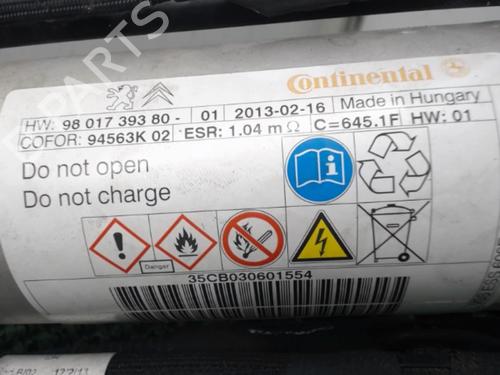 PARTS
Continental
HW: 98 017 393 80 - 01 2013-02-16 Made in Hungary
COFOR: 94563K 02 ESR: 1.04 mΩ C=645.1F HW: 01
Do not open
Do not charge
Danger
35CB030601554